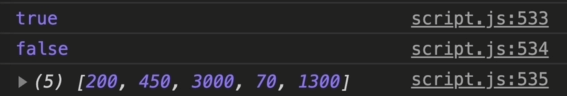 true script.js:533
false script.js:534
▶(5) [200, 450, 3000, 70, 1300] script.js:535